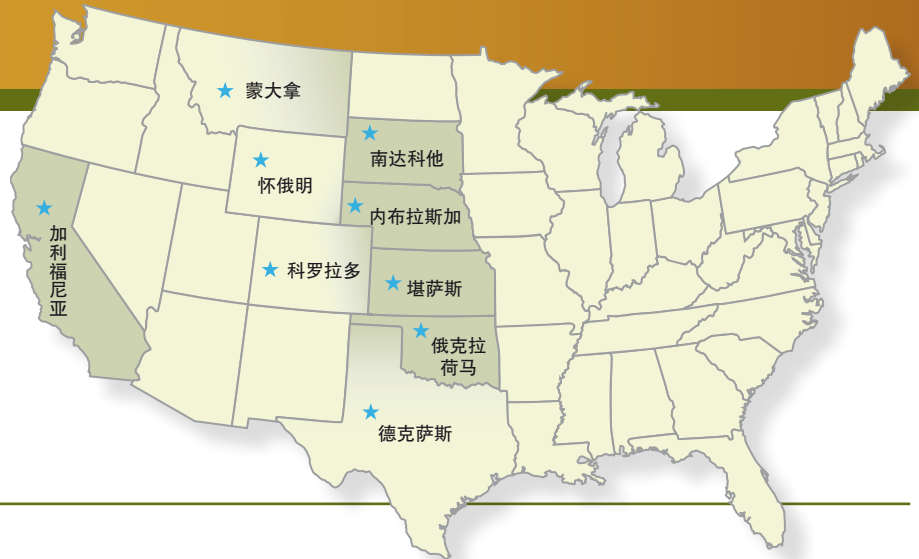 蒙大拿
南达科他
怀俄明
内布拉斯加
加利福尼亚
科罗拉多
堪萨斯
俄克拉
荷马
德克萨斯